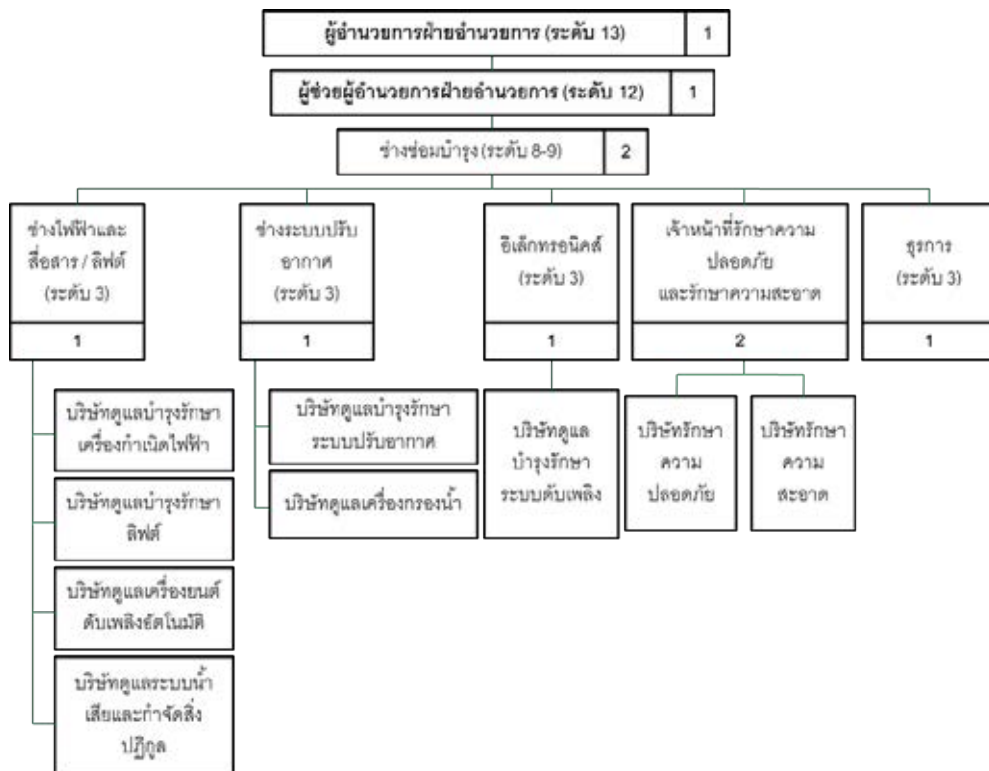 ผู้อำนวยการฝ่ายอำนวยการ (ระดับ 13) 1
ผู้ช่วยผู้อำนวยการฝ่ายอำนวยการ (ระดับ 12) 1
ช่างซ่อมบำรุง (ระดับ 8-9) 2
ช่างไฟฟ้าและ
สื่อสาร / ลิฟต์
(ระดับ 3)
1
ช่างระบบปรับ
อากาศ
(ระดับ 3)
1
อิเล็กทรอนิคส์
(ระดับ 3)
1
เจ้าหน้าที่รักษาความ
ปลอดภัย
และรักษาความสะอาด
2
ธุรการ
(ระดับ 3)
1
บริษัทดูแลบำรุงรักษา
เครื่องกำเนิดไฟฟ้า
บริษัทดูแลบำรุงรักษา
ลิฟต์
บริษัทดูแลเครื่องยนต์
ดับเพลิงอัตโนมัติ
บริษัทดูแลระบบน้ำ
เสียและกำจัดสิ่ง
ปฏิกูล
บริษัทดูแลบำรุงรักษา
ระบบปรับอากาศ
บริษัทดูแลเครื่องกรองน้ำ
บริษัทดูแล
บำรุงรักษา
ระบบดับเพลิง
บริษัทรักษา
ความ
ปลอดภัย
บริษัทรักษา
ความ
สะอาด